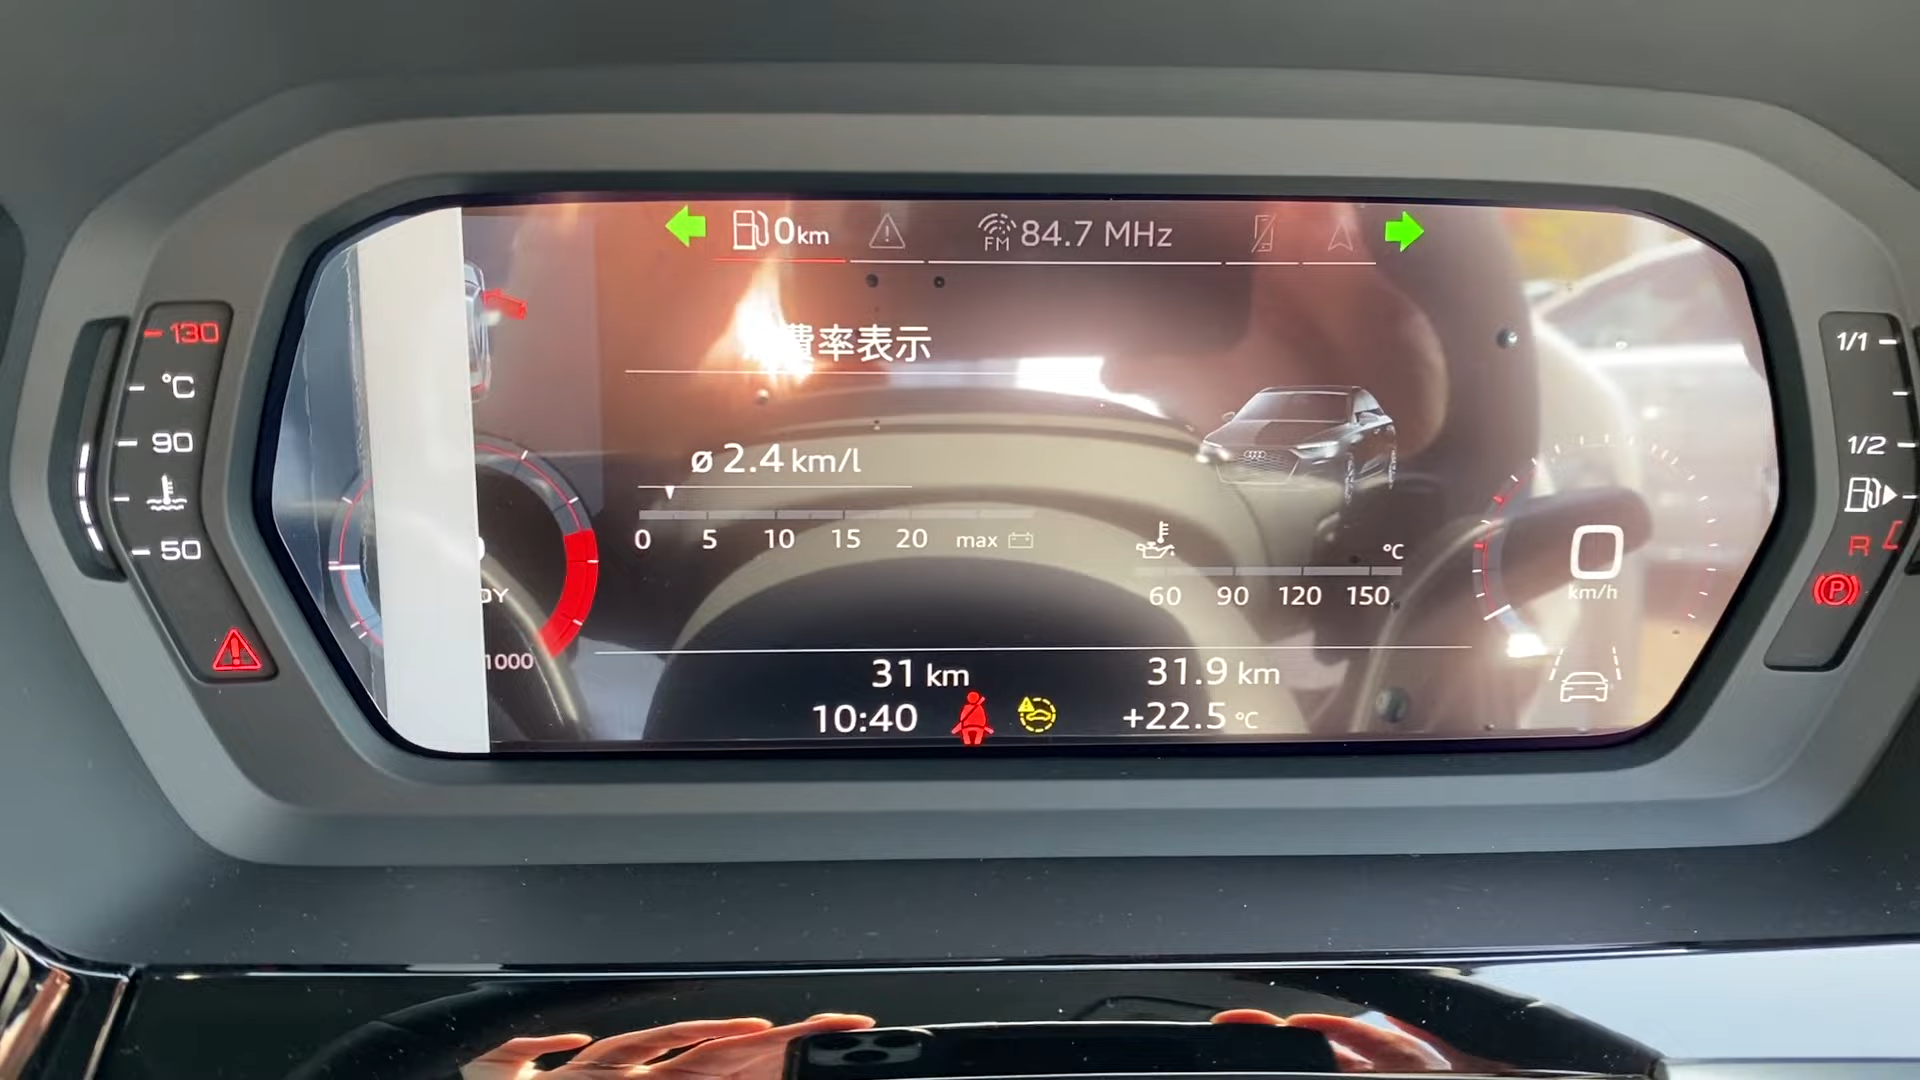 0km
FM 84.7 MHz
費率表示
130
°C
90
50
ø 2.4 km/l
0 5 10 15 20 max
°C
60 90 120 150
1000
0
km/h
31 km
31.9 km
10:40
+22.5 °C
1/1
1/2
R
P